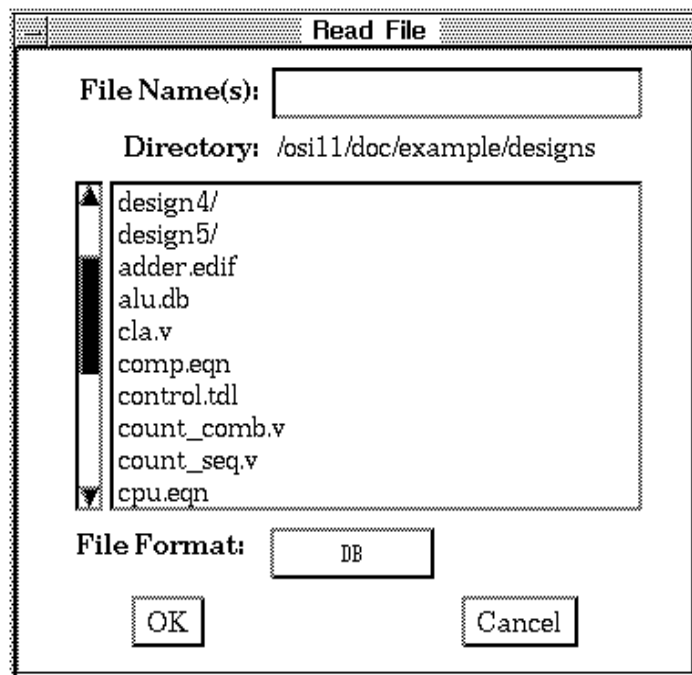 Read File
File Name(s):
Directory: /osi11/doc/example/designs
design4/
design5/
adder.edif
alu.db
cla.v
comp.eqn
control.tdl
count_comb.v
count_seq.v
cpu.eqn
File Format: DB
OK Cancel